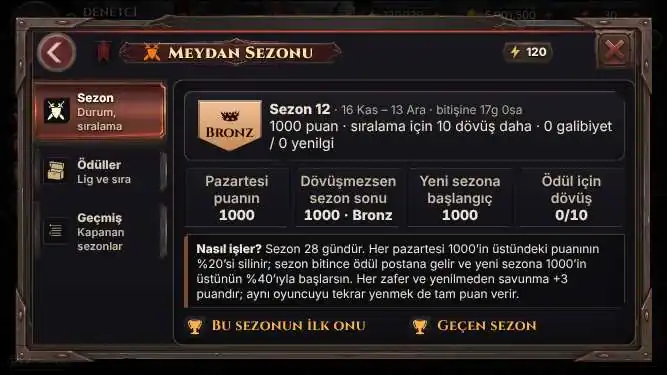 DENETÇİ
MEYDAN SEZONU
120
Sezon
Durum,
sıralama
Ödüller
Lig ve sıra
Geçmiş
Kapanan
sezonlar
BRONZ
Sezon 12 · 16 Kas – 13 Ara · bitişine 17g 0sa
1000 puan · sıralama için 10 dövüş daha · 0 galibiyet
/ 0 yenilgi
Pazartesi
puanın
1000
Dövüşmezsen
sezon sonu
1000 · Bronz
Yeni sezona
başlangıç
1000
Ödül için
dövüş
0/10
Nasıl işler? Sezon 28 gündür. Her pazartesi 1000'in üstündeki puanının
%20'si silinir; sezon bitince ödül postana gelir ve yeni sezona 1000'in
üstünün %40'ıyla başlarsın. Her zafer ve yenilmeden savunma +3
puandır; aynı oyuncuyu tekrar yenmek de tam puan verir.
BU SEZONUN İLK ONU
GEÇEN SEZON